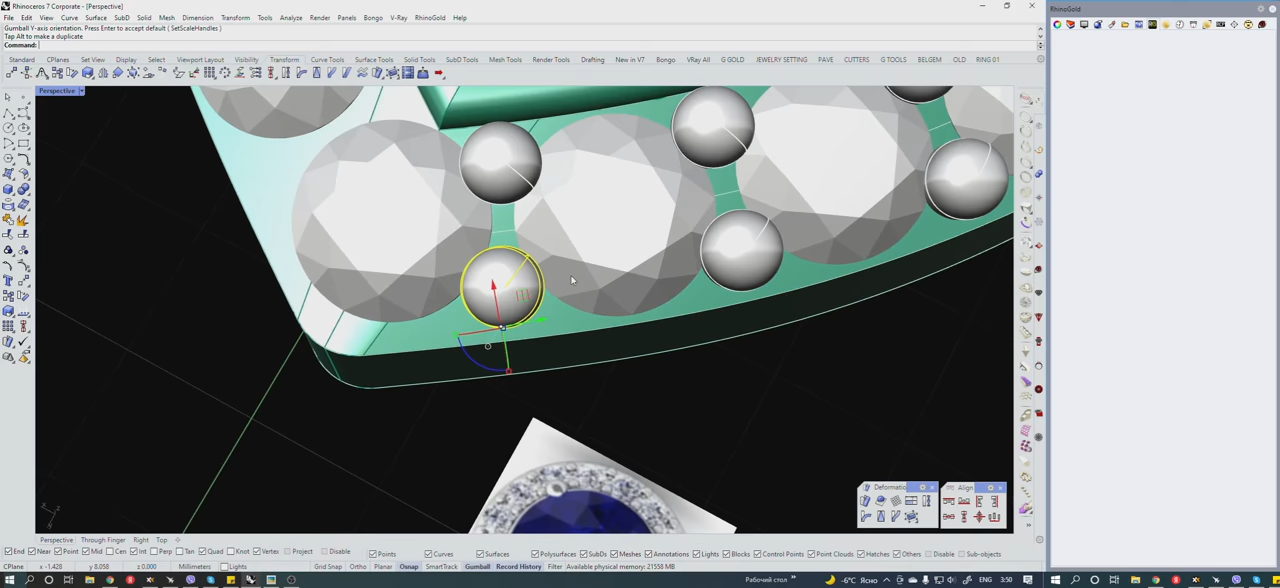 Rhinoceros 7 Corporate - [Perspective]
RhinoGold
File Edit View Curve Surface SubD Solid Mesh Dimension Transform Tools Analyze Render Panels Bongo V-Ray RhinoGold Help
Gumball Y-axis orientation. Press Enter to accept default ( SetScaleHandles )
Tap Alt to make a duplicate
Command:
Standard CPlanes Set View Display Select Viewport Layout Visibility Transform Curve Tools Surface Tools Solid Tools SubD Tools Mesh Tools Render Tools Drafting New in V7 Bongo VRay All G GOLD JEWELRY SETTING PAVE CUTTERS G TOOLS BELGEM OLD RING 01
Perspective
Deformatio
Align
Perspective Through Finger Right Top
End Near Point Mid Cen Int Perp Tan Quad Knot Vertex Project Disable Points Curves Surfaces Polysurfaces SubDs Meshes Annotations Lights Blocks Control Points Point Clouds Hatches Others Disable Sub-objects
CPlane x -1.428 y 8.058 z 0.000 Millimeters Lights Grid Snap Ortho Planar Osnap SmartTrack Gumball Record History Filter Available physical memory: 21558 MB
Рабочий стол -6°C Ясно ENG 3:50